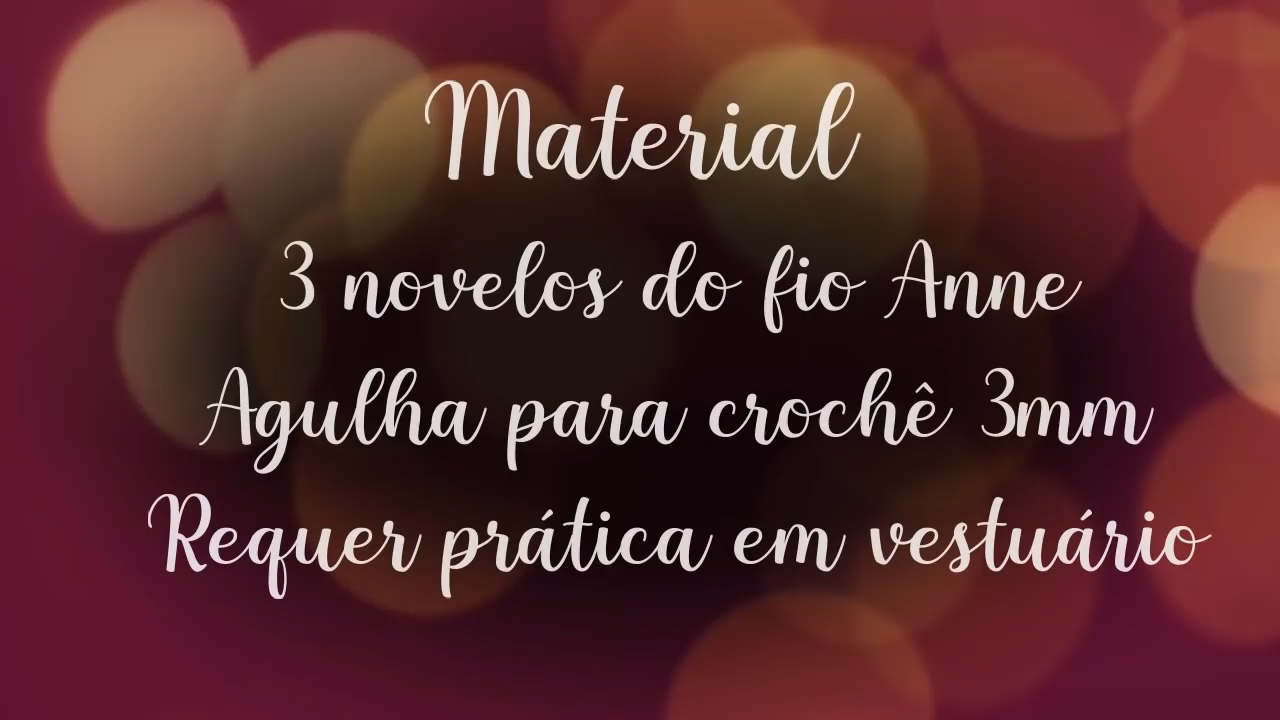 Material
3 novelos do fio Anne
Agulha para crochê 3mm
Requer prática em vestuário